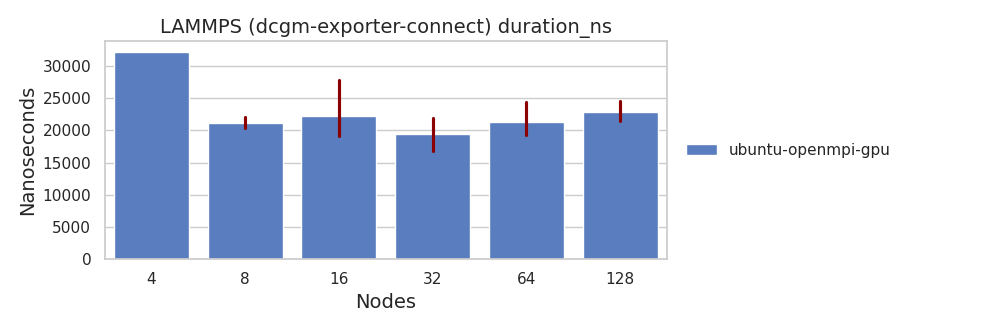 LAMMPS (dcgm-exporter-connect) duration_ns
Nanoseconds
30000
25000
20000
15000
10000
5000
0
4 8 16 32 64 128
Nodes
ubuntu-openmpi-gpu